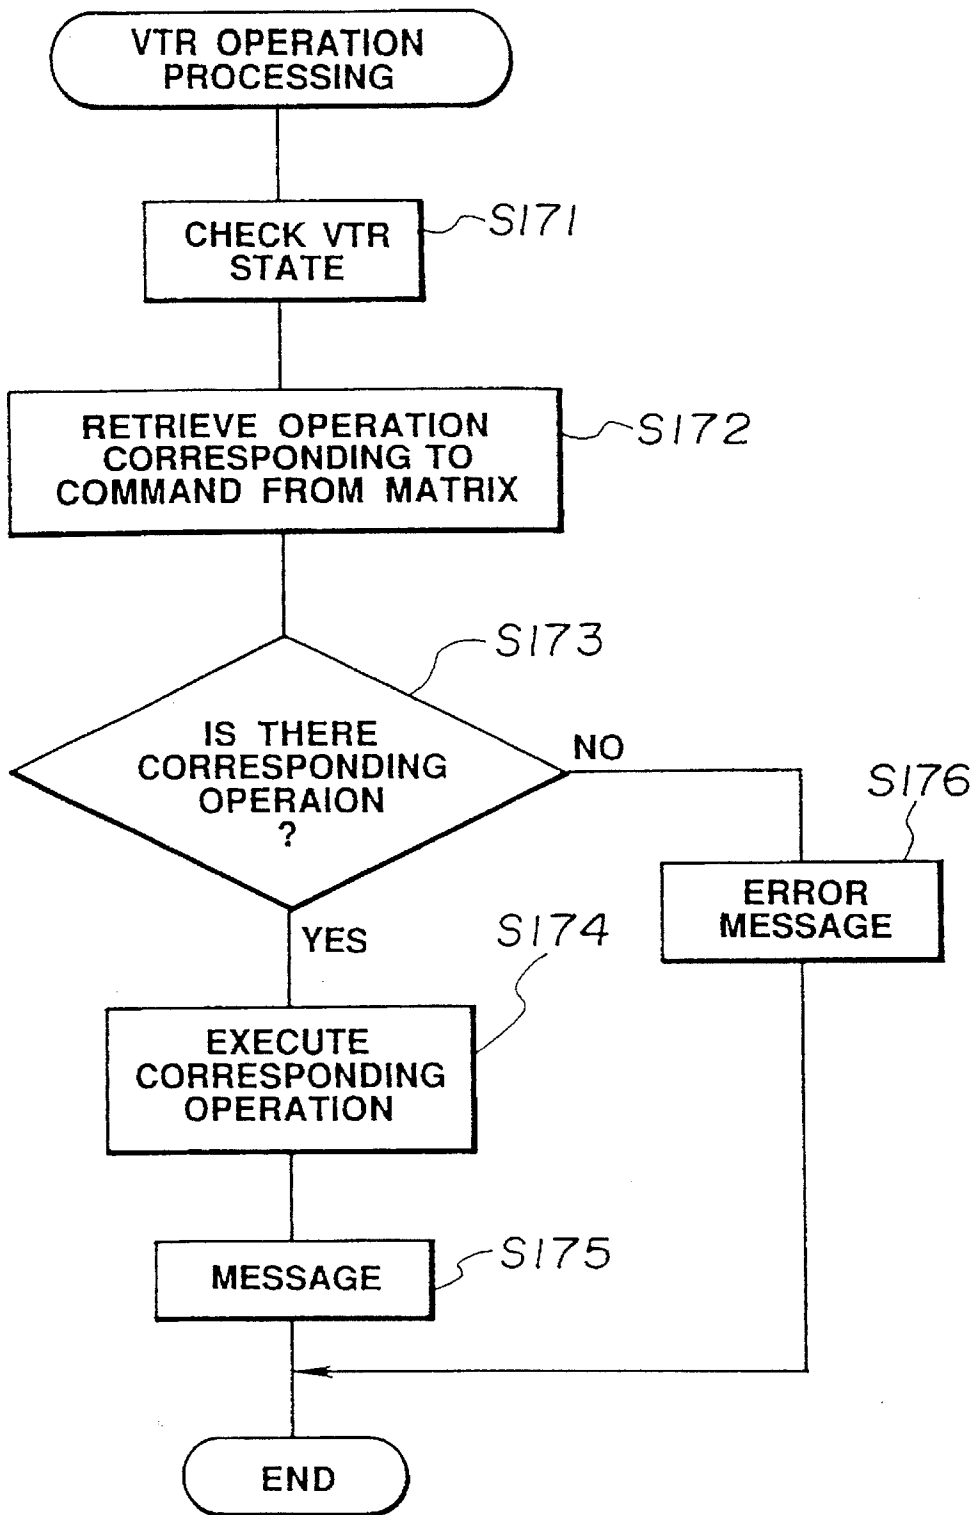 VTR OPERATION
PROCESSING
S171
CHECK VTR
STATE
S172
RETRIEVE OPERATION
CORRESPONDING TO
COMMAND FROM MATRIX
S173
IS THERE
CORRESPONDING
OPERAION
?
NO
S176
ERROR
MESSAGE
YES
S174
EXECUTE
CORRESPONDING
OPERATION
S175
MESSAGE
END